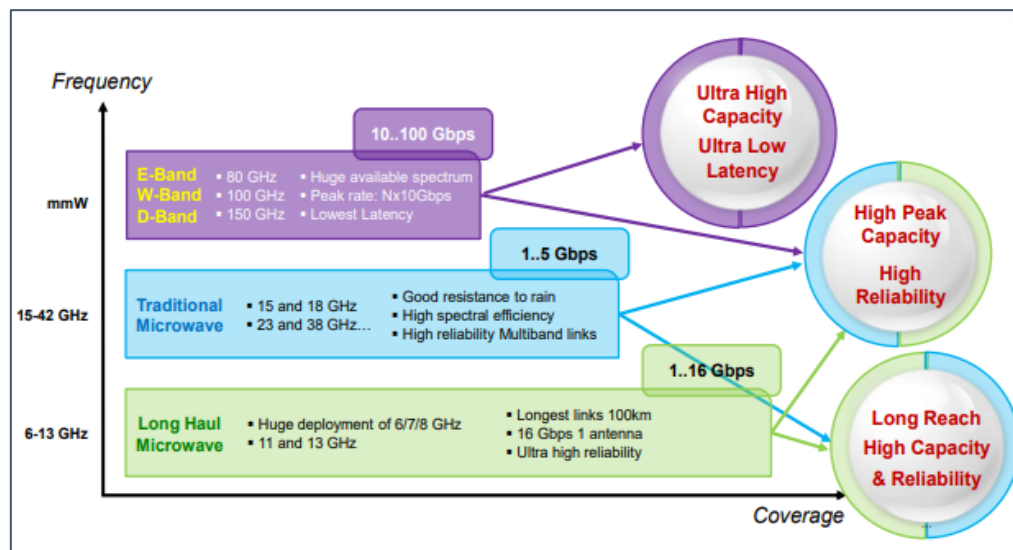 Frequency
10..100 Gbps
E-Band
W-Band
D-Band
▪ 80 GHz
▪ 100 GHz
▪ 150 GHz
▪ Huge available spectrum
▪ Peak rate: Nx10Gbps
▪ Lowest Latency
mmW
Ultra High
Capacity
Ultra Low
Latency
1..5 Gbps
Traditional
Microwave
▪ 15 and 18 GHz
▪ 23 and 38 GHz...
▪ Good resistance to rain
▪ High spectral efficiency
▪ High reliability Multiband links
15-42 GHz
High Peak
Capacity
High
Reliability
1..16 Gbps
Long Haul
Microwave
▪ Huge deployment of 6/7/8 GHz
▪ 11 and 13 GHz
▪ Longest links 100km
▪ 16 Gbps 1 antenna
▪ Ultra high reliability
6-13 GHz
Long Reach
High Capacity
& Reliability
Coverage